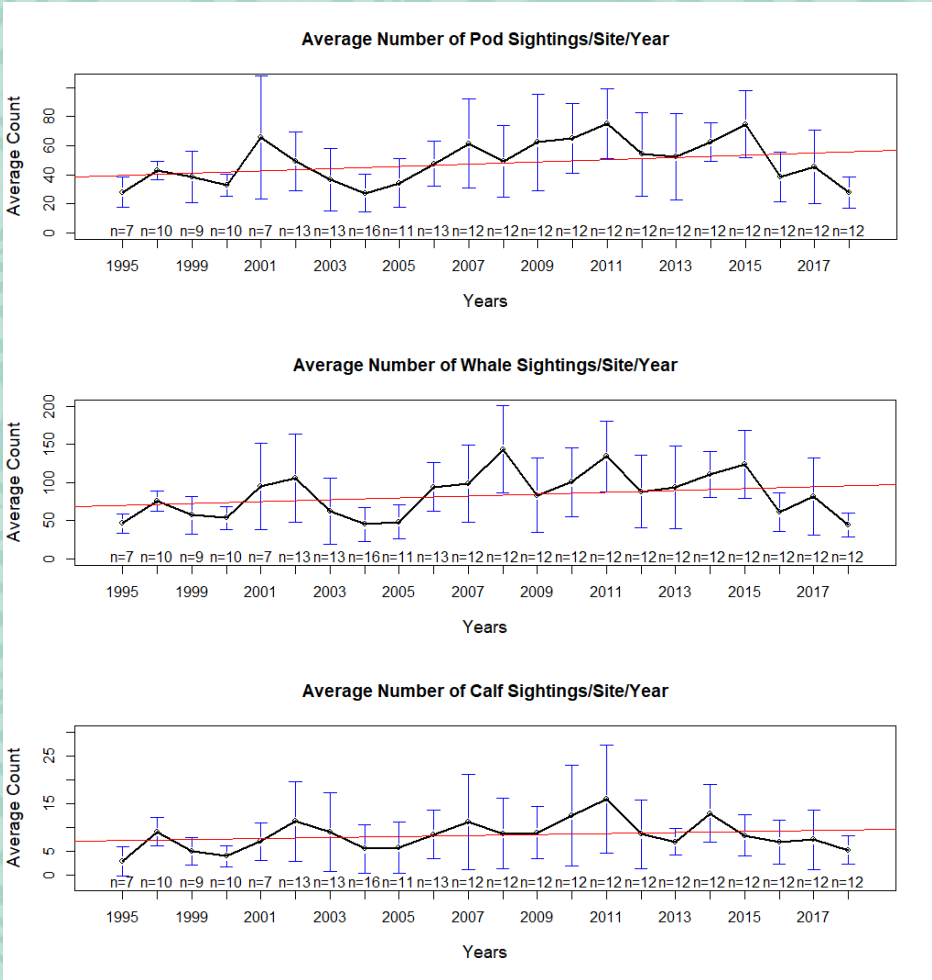 Average Number of Pod Sightings/Site/Year
Average Count
80
60
40
20
0
n=7 n=10 n=9 n=10 n=7 n=13 n=13 n=16 n=11 n=13 n=12 n=12 n=12 n=12 n=12 n=12 n=12 n=12 n=12 n=12 n=12 n=12
1995 1999 2001 2003 2005 2007 2009 2011 2013 2015 2017
Years
Average Number of Whale Sightings/Site/Year
Average Count
200
150
100
50
0
n=7 n=10 n=9 n=10 n=7 n=13 n=13 n=16 n=11 n=13 n=12 n=12 n=12 n=12 n=12 n=12 n=12 n=12 n=12 n=12 n=12 n=12
1995 1999 2001 2003 2005 2007 2009 2011 2013 2015 2017
Years
Average Number of Calf Sightings/Site/Year
Average Count
25
15
5
0
n=7 n=10 n=9 n=10 n=7 n=13 n=13 n=16 n=11 n=13 n=12 n=12 n=12 n=12 n=12 n=12 n=12 n=12 n=12 n=12 n=12 n=12
1995 1999 2001 2003 2005 2007 2009 2011 2013 2015 2017
Years